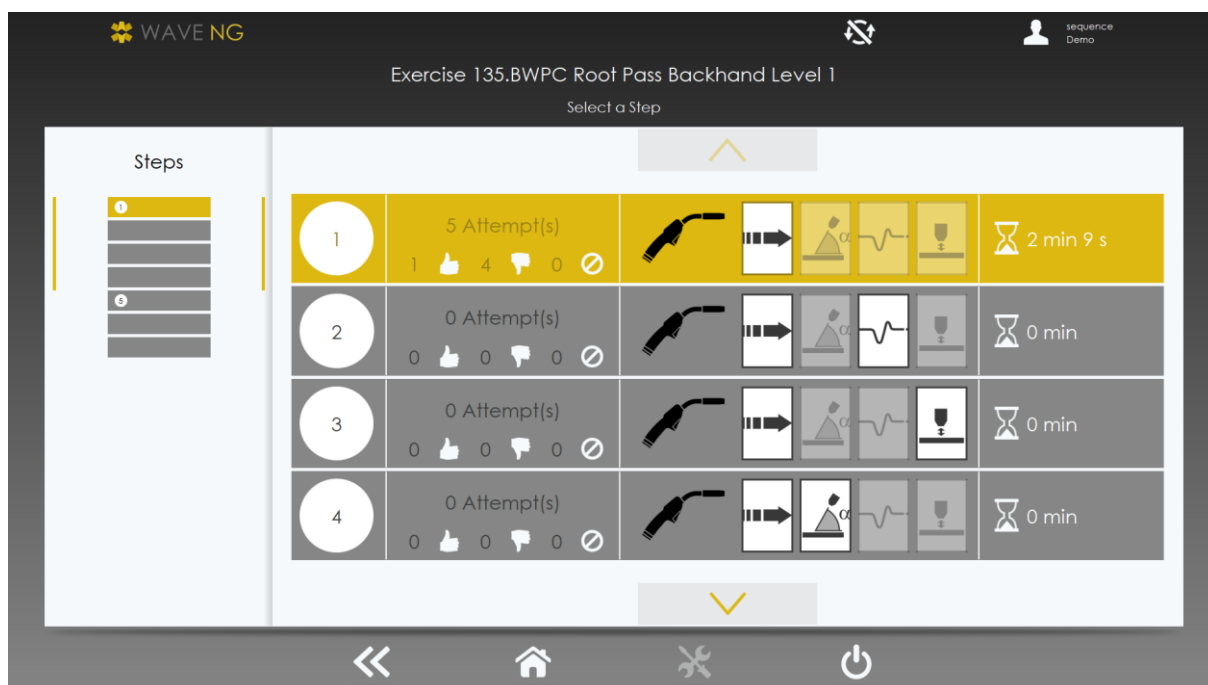 WAVE NG
sequence
Demo
Exercise 135.BWPC Root Pass Backhand Level 1
Select a Step
Steps
1
5
1
5 Attempt(s)
1 4 0
α
2 min 9 s
2
0 Attempt(s)
0 0 0
α
0 min
3
0 Attempt(s)
0 0 0
α
0 min
4
0 Attempt(s)
0 0 0
α
0 min